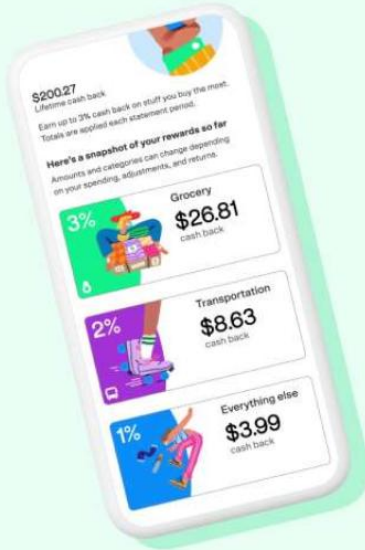 $200.27
Lifetime cash back
Earn up to 3% cash back on stuff you buy the most.
Totals are applied each statement period.
Here's a snapshot of your rewards so far
Amounts and categories can change depending
on your spending, adjustments, and returns.
3%
Grocery
$26.81
cash back
2%
Transportation
$8.63
cash back
1%
Everything else
$3.99
cash back